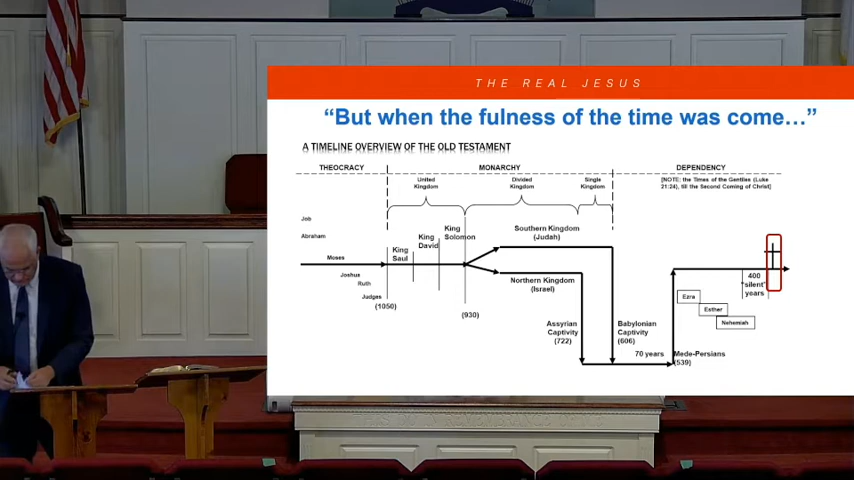 THE REAL JESUS
“But when the fulness of the time was come…”
A TIMELINE OVERVIEW OF THE OLD TESTAMENT
THEOCRACY
MONARCHY
DEPENDENCY
United
Kingdom
Divided
Kingdom
Single
Kingdom
[NOTE: the Times of the Gentiles (Luke
21:24), till the Second Coming of Christ]
Job
Abraham
Moses
Joshua
Ruth
Judges
(1050)
King
Saul
King
David
King
Solomon
(930)
Southern Kingdom
(Judah)
Northern Kingdom
(Israel)
Assyrian
Captivity
(722)
Babylonian
Captivity
(606)
70 years
Mede-Persians
(539)
Ezra
Esther
Nehemiah
400
“silent”
years
REMEMBRANCE OF